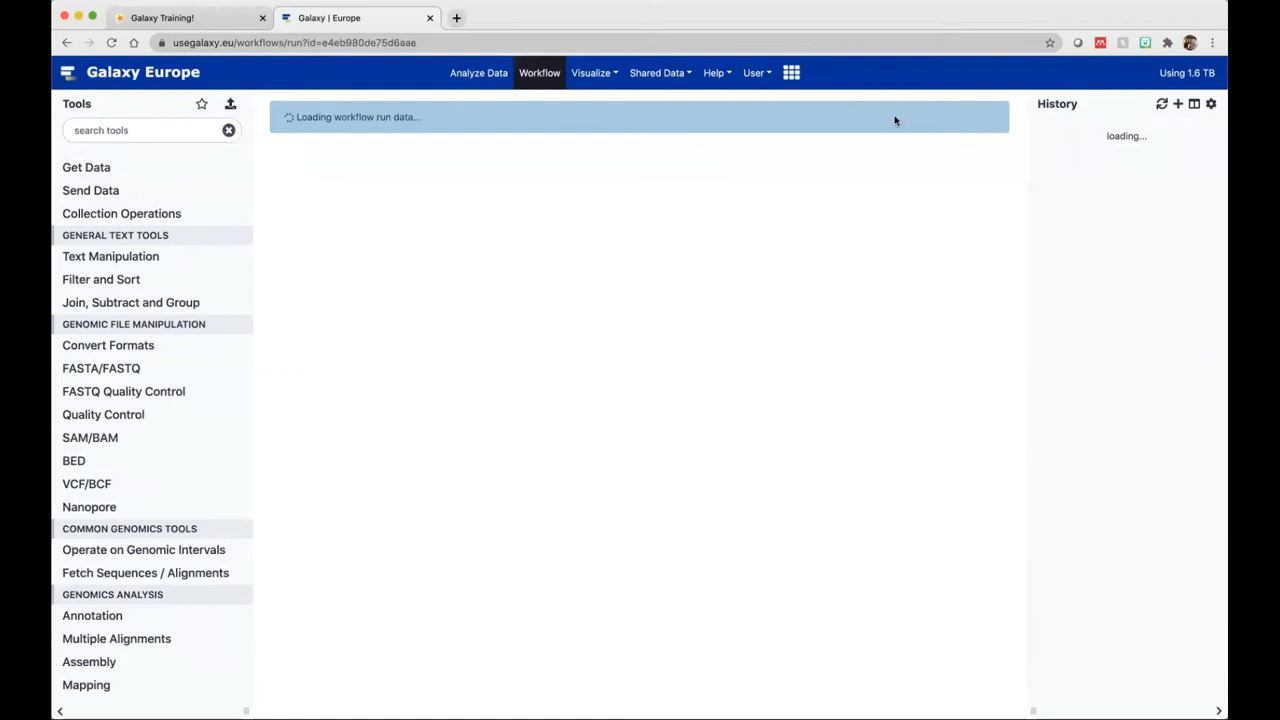 Galaxy Training!
Galaxy | Europe
usegalaxy.eu/workflows/run?id=e4eb980de75d6aae
Galaxy Europe
Analyze Data
Workflow
Visualize
Shared Data
Help
User
Using 1.6 TB
Tools
search tools
Get Data
Send Data
Collection Operations
GENERAL TEXT TOOLS
Text Manipulation
Filter and Sort
Join, Subtract and Group
GENOMIC FILE MANIPULATION
Convert Formats
FASTA/FASTQ
FASTQ Quality Control
Quality Control
SAM/BAM
BED
VCF/BCF
Nanopore
COMMON GENOMICS TOOLS
Operate on Genomic Intervals
Fetch Sequences / Alignments
GENOMICS ANALYSIS
Annotation
Multiple Alignments
Assembly
Mapping
Loading workflow run data...
History
loading...